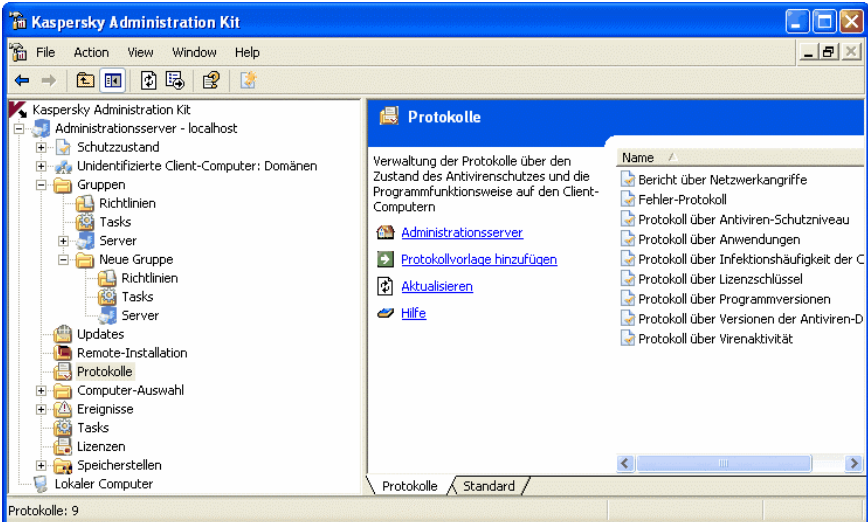 Kaspersky Administration Kit
File Action View Window Help
Kaspersky Administration Kit
Administrationsserver - localhost
Schutzzustand
Unidentifizierte Client-Computer: Domänen
Gruppen
Richtlinien
Tasks
Server
Neue Gruppe
Richtlinien
Tasks
Server
Updates
Remote-Installation
Protokolle
Computer-Auswahl
Ereignisse
Tasks
Lizenzen
Speicherstellen
Lokaler Computer
Protokolle
Verwaltung der Protokolle über den
Zustand des Antivirenschutzes und die
Programmfunktionsweise auf den Client-
Computern
Administrationsserver
Protokollvorlage hinzufügen
Aktualisieren
Hilfe
Name
Bericht über Netzwerkangriffe
Fehler-Protokoll
Protokoll über Antiviren-Schutzniveau
Protokoll über Anwendungen
Protokoll über Infektionshäufigkeit der C
Protokoll über Lizenzschlüssel
Protokoll über Programmversionen
Protokoll über Versionen der Antiviren-D
Protokoll über Virenaktivität
Protokolle Standard
Protokolle: 9